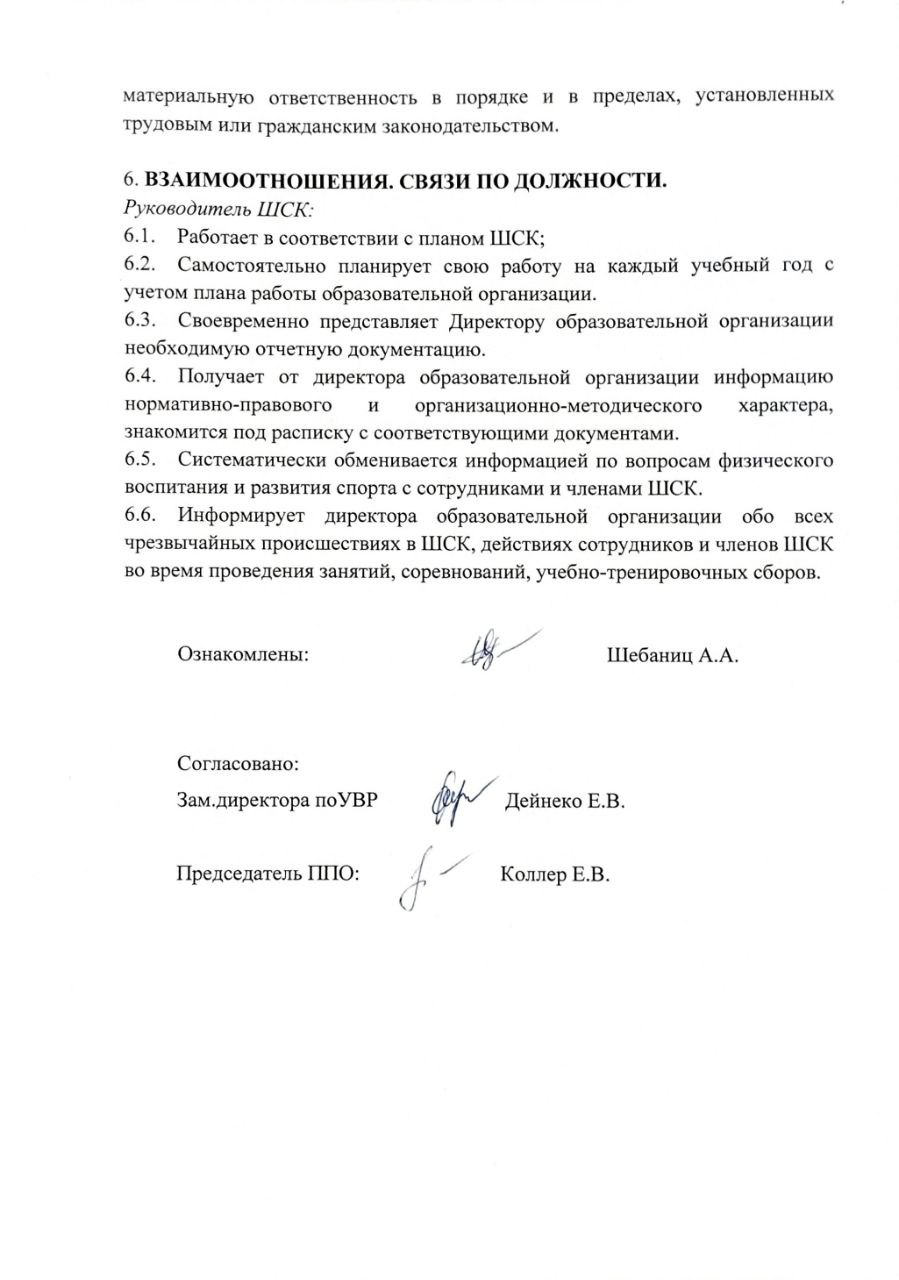 материальную ответственность в порядке и в пределах, установленных
трудовым или гражданским законодательством.
6. ВЗАИМООТНОШЕНИЯ. СВЯЗИ ПО ДОЛЖНОСТИ.
Руководитель ШСК:
6.1. Работает в соответствии с планом ШСК;
6.2. Самостоятельно планирует свою работу на каждый учебный год с
учетом плана работы образовательной организации.
6.3. Своевременно представляет Директору образовательной организации
необходимую отчетную документацию.
6.4. Получает от директора образовательной организации информацию
нормативно-правового и организационно-методического характера,
знакомится под расписку с соответствующими документами.
6.5. Систематически обменивается информацией по вопросам физического
воспитания и развития спорта с сотрудниками и членами ШСК.
6.6. Информирует директора образовательной организации обо всех
чрезвычайных происшествиях в ШСК, действиях сотрудников и членов ШСК
во время проведения занятий, соревнований, учебно-тренировочных сборов.
Ознакомлены: Шебаниц А.А.
Согласовано:
Зам.директора поУВР Дейнеко Е.В.
Председатель ППО: Коллер Е.В.